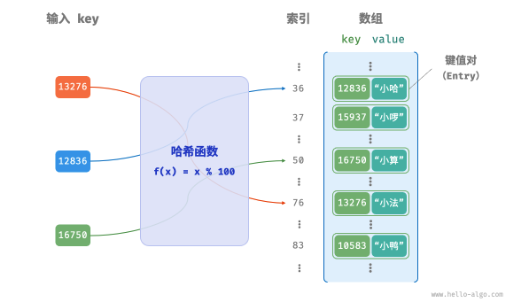 输入 key
索引
数组
key value
13276
12836
16750
哈希函数
f(x) = x % 100
36
37
50
76
83
12836 “小哈”
15937 “小啰”
16750 “小算”
13276 “小法”
10583 “小鸭”
键值对
(Entry)
www.hello-algo.com